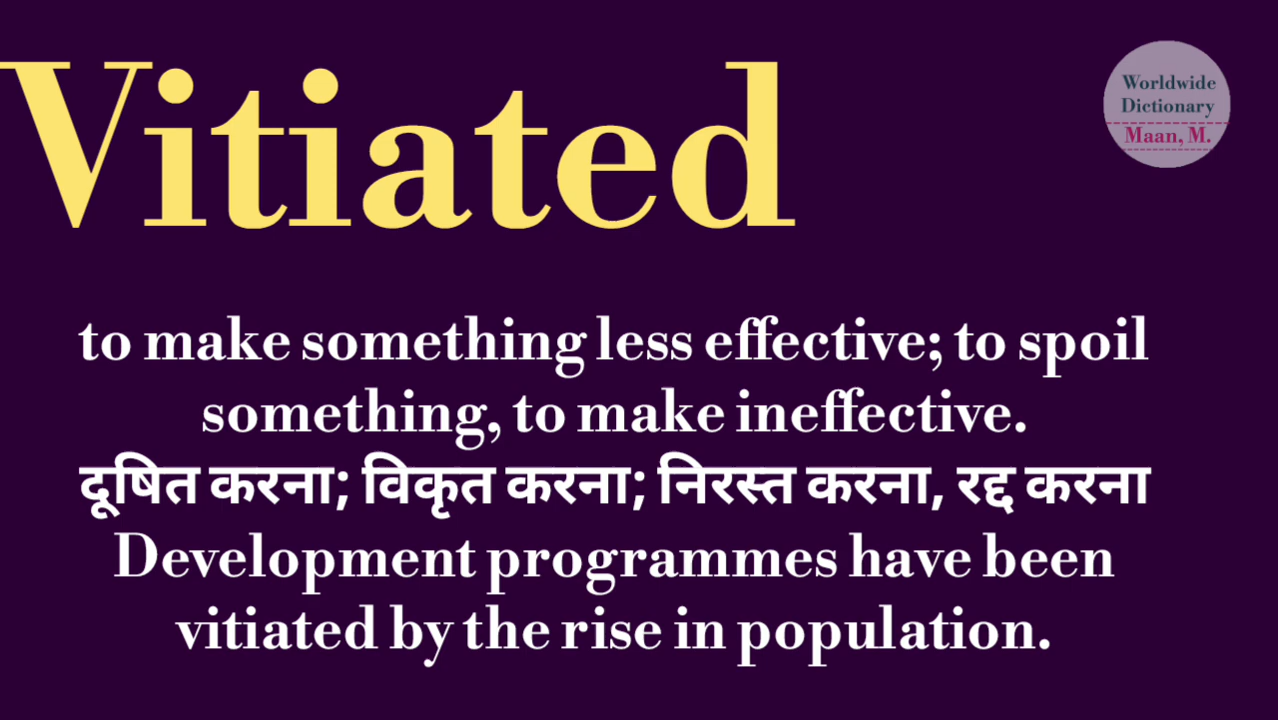 Vitiated
Worldwide
Dictionary
Maan, M.
to make something less effective; to spoil
something, to make ineffective.
दूषित करना; विकृत करना; निरस्त करना, रद्द करना
Development programmes have been
vitiated by the rise in population.